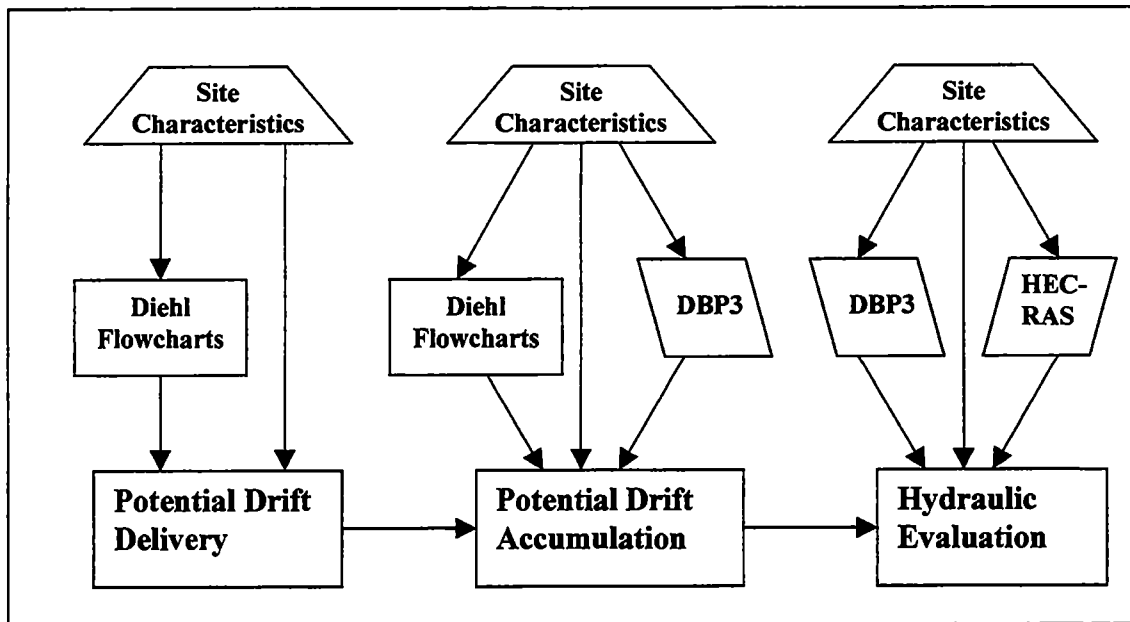 Site
Characteristics
Site
Characteristics
Site
Characteristics
Diehl
Flowcharts
Diehl
Flowcharts
DBP3
DBP3
HEC-
RAS
Potential Drift
Delivery
Potential Drift
Accumulation
Hydraulic
Evaluation